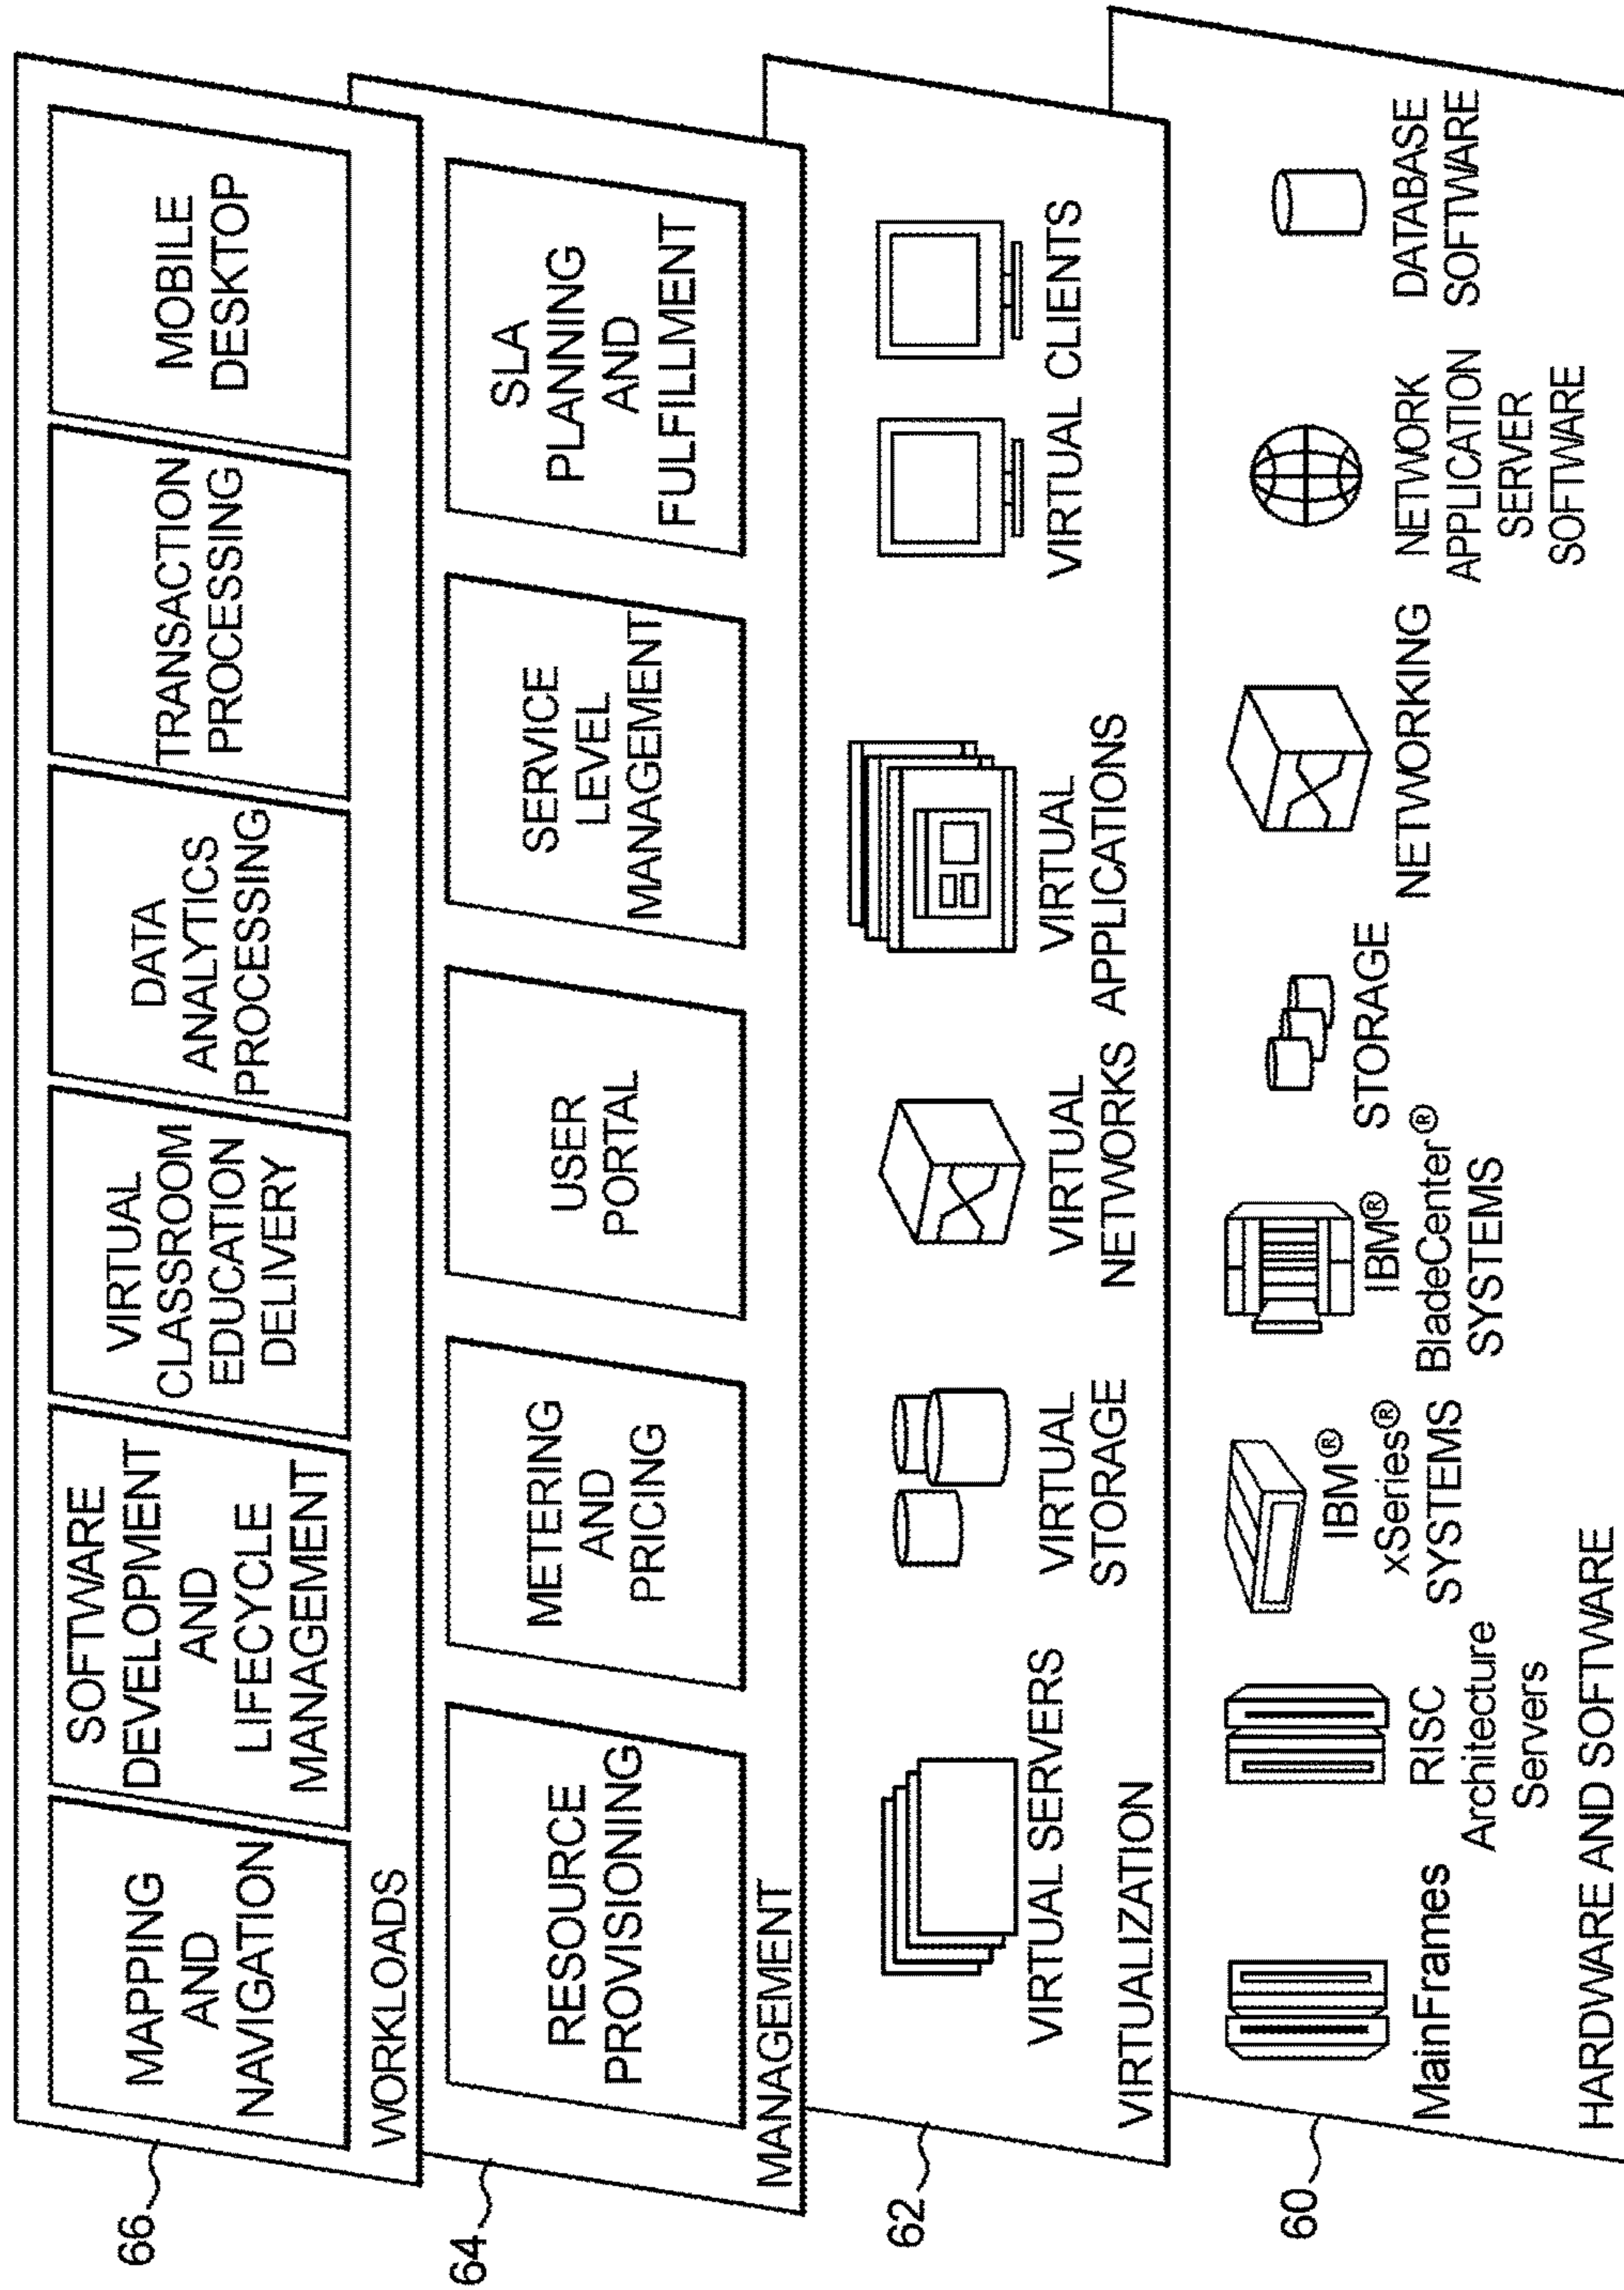 66
MAPPING
AND
NAVIGATION
SOFTWARE
DEVELOPMENT
AND
LIFECYCLE
MANAGEMENT
VIRTUAL
CLASSROOM
EDUCATION
DELIVERY
DATA
ANALYTICS
PROCESSING
TRANSACTION
PROCESSING
MOBILE
DESKTOP
WORKLOADS
64
RESOURCE
PROVISIONING
METERING
AND
PRICING
USER
PORTAL
SERVICE
LEVEL
MANAGEMENT
SLA
PLANNING
AND
FULFILLMENT
MANAGEMENT
62
VIRTUAL SERVERS
VIRTUAL
STORAGE
VIRTUAL
NETWORKS
VIRTUAL
APPLICATIONS
VIRTUAL CLIENTS
VIRTUALIZATION
60
MainFrames
RISC
Architecture
Servers
IBM®
xSeries®
SYSTEMS
IBM®
BladeCenter®
SYSTEMS
STORAGE
NETWORKING
NETWORK
APPLICATION
SERVER
SOFTWARE
DATABASE
SOFTWARE
HARDWARE AND SOFTWARE